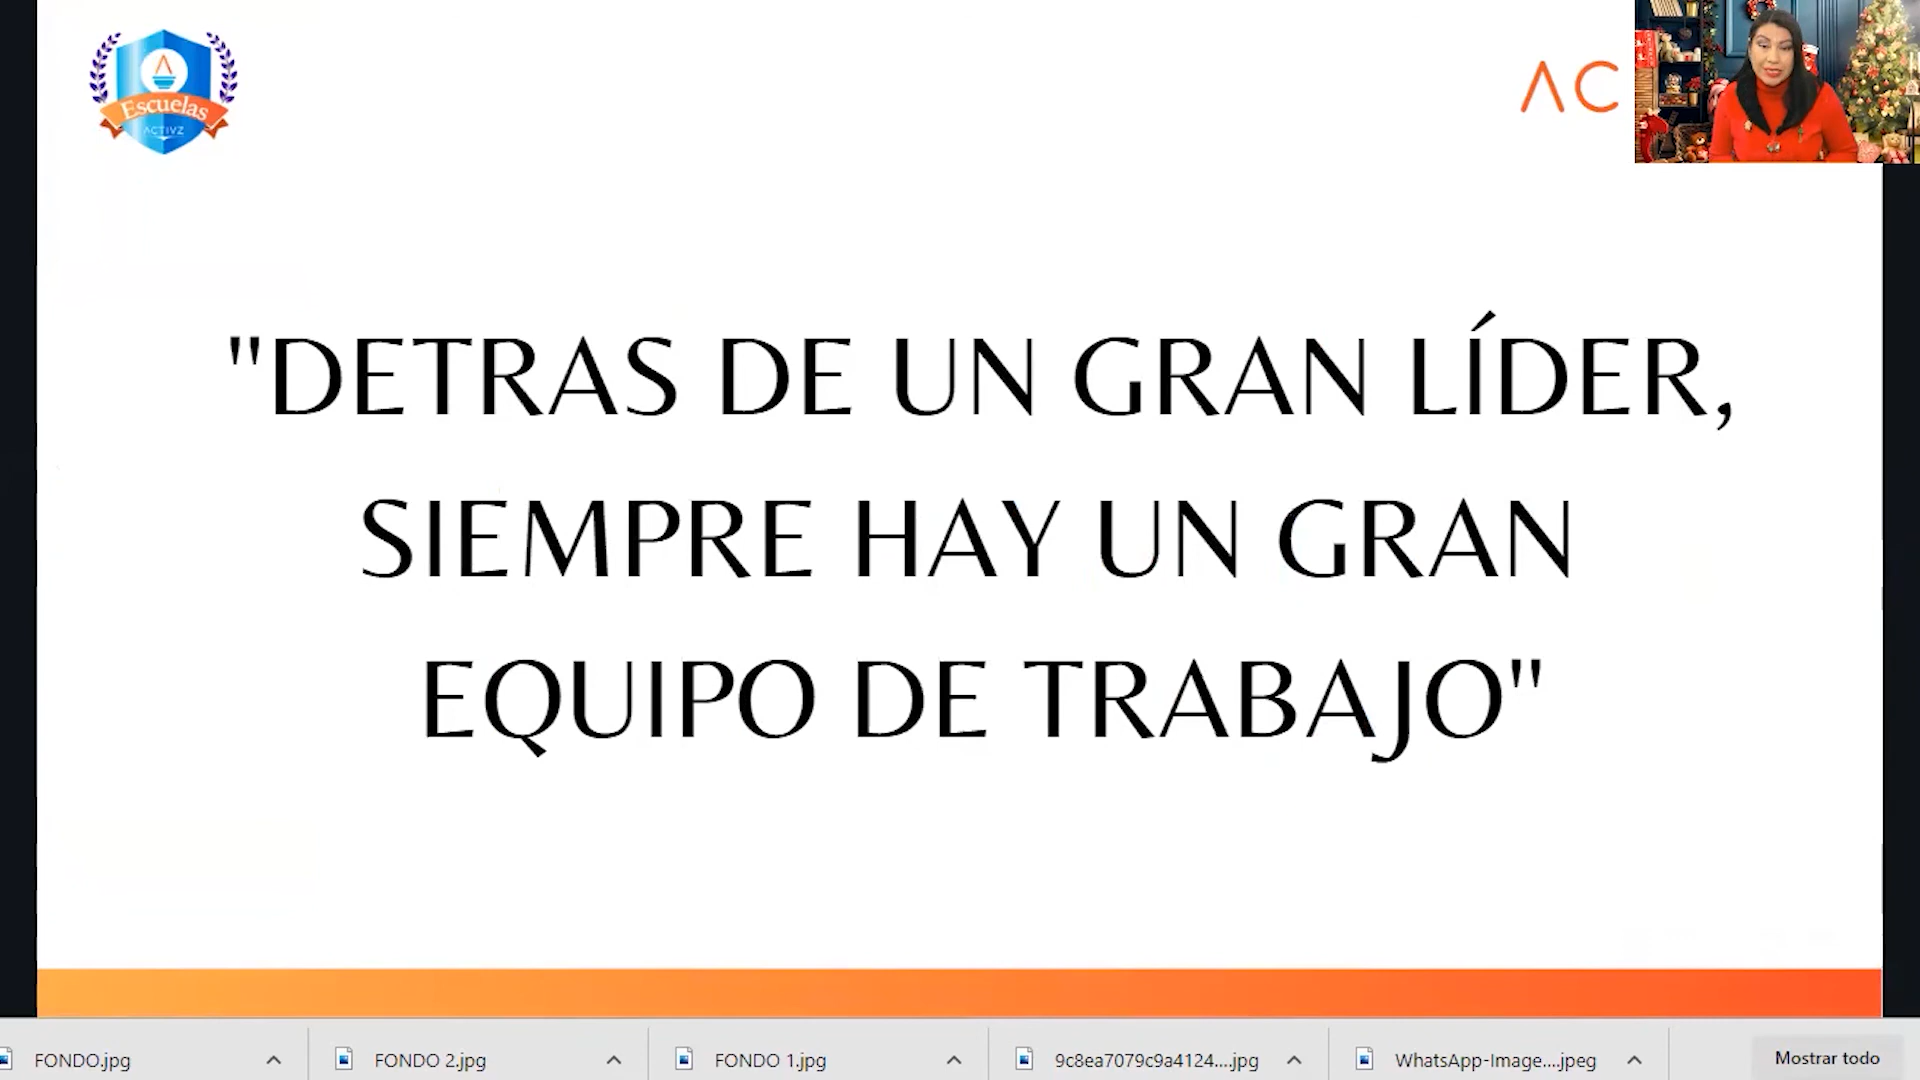 Escuelas
ACTIVZ
AC
"DETRAS DE UN GRAN LÍDER,
SIEMPRE HAY UN GRAN
EQUIPO DE TRABAJO"
FONDO.jpg
FONDO 2.jpg
FONDO 1.jpg
9c8ea7079c9a4124....jpg
WhatsApp-Image....jpeg
Mostrar todo